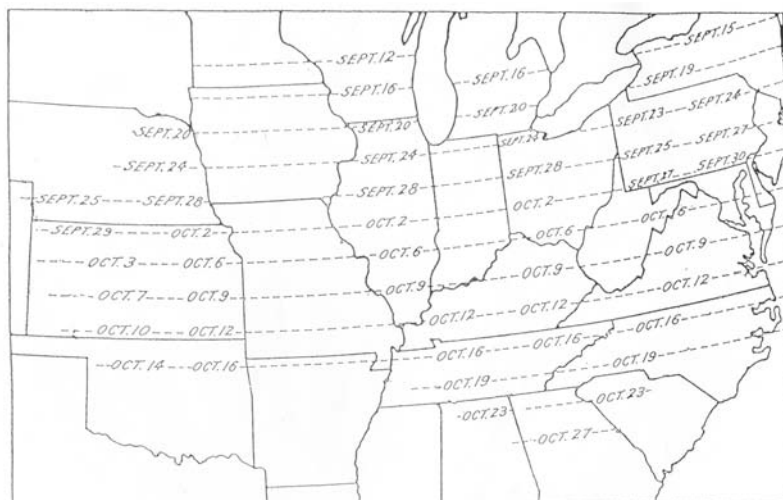 SEPT. 15
SEPT. 12
SEPT. 16
SEPT. 19
SEPT. 16
SEPT. 20
SEPT. 23
SEPT. 24
SEPT. 20
SEPT. 20
SEPT. 24
SEPT. 25
SEPT. 27
SEPT. 24
SEPT. 24
SEPT. 28
SEPT. 27
SEPT. 30
SEPT. 25
SEPT. 28
SEPT. 28
OCT. 2
OCT. 6
SEPT. 29
OCT. 2
OCT. 2
OCT. 6
OCT. 9
OCT. 3
OCT. 6
OCT. 6
OCT. 9
OCT. 12
OCT. 7
OCT. 9
OCT. 9
OCT. 12
OCT. 16
OCT. 10
OCT. 12
OCT. 12
OCT. 16
OCT. 19
OCT. 14
OCT. 16
OCT. 16
OCT. 19
OCT. 23
OCT. 23
OCT. 27